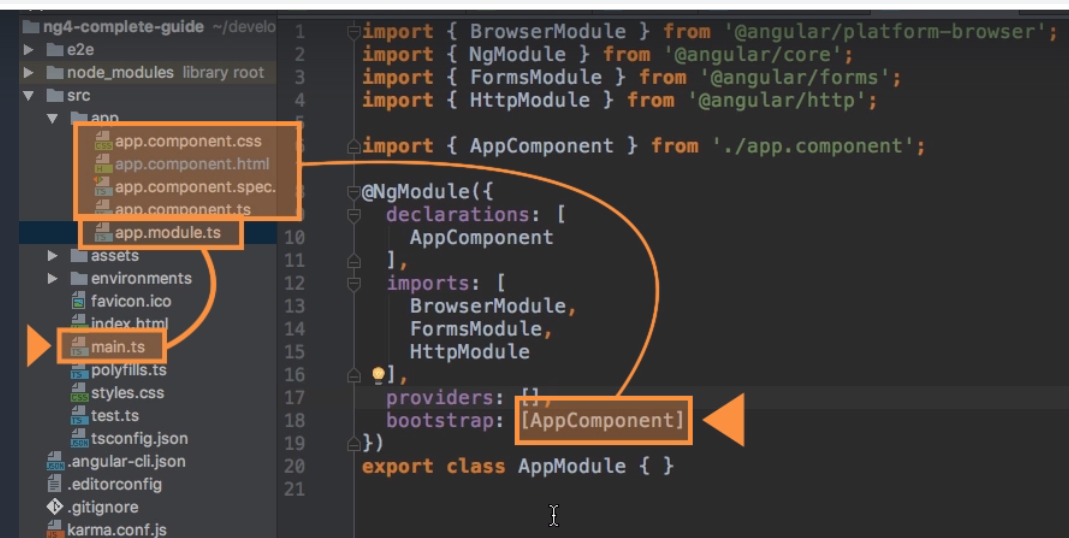 ng4-complete-guide ~/develo
e2e
node_modules library root
src
app
app.component.css
app.component.html
app.component.spec.
app.component.ts
app.module.ts
assets
environments
favicon.ico
index.html
main.ts
polyfills.ts
styles.css
test.ts
tsconfig.json
.angular-cli.json
.editorconfig
.gitignore
karma.conf.js
1 import { BrowserModule } from '@angular/platform-browser';
2 import { NgModule } from '@angular/core';
3 import { FormsModule } from '@angular/forms';
4 import { HttpModule } from '@angular/http';
5
import { AppComponent } from './app.component';
8 @NgModule({
9 declarations: [
10 AppComponent
11 ],
12 imports: [
13 BrowserModule,
14 FormsModule,
15 HttpModule
16 ],
17 providers: [],
18 bootstrap: [AppComponent]
19 })
20 export class AppModule { }
21